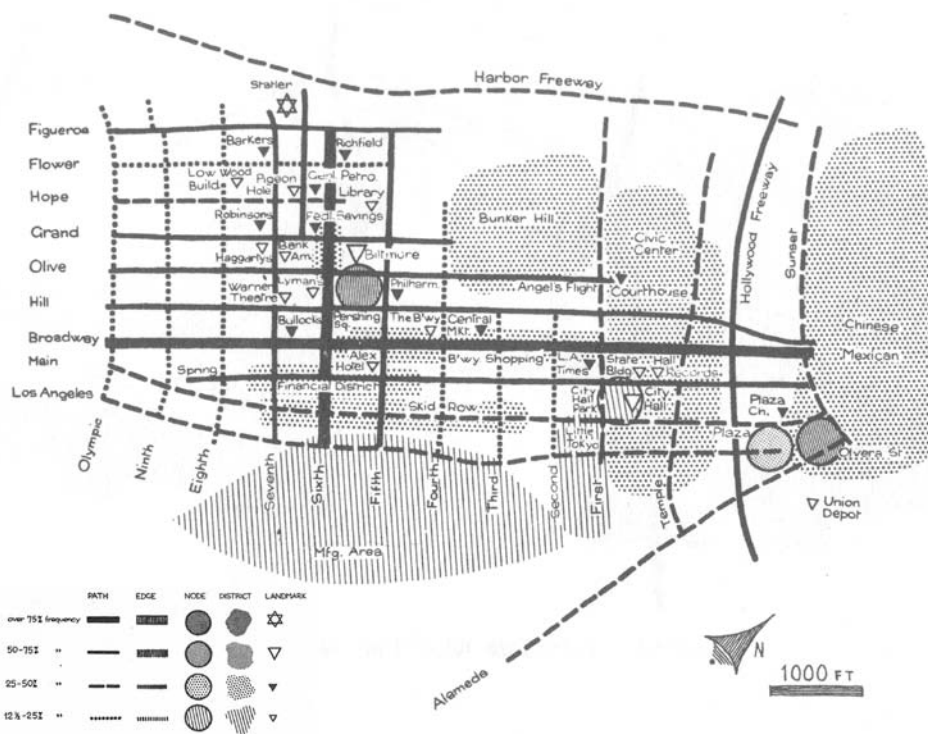 Harbor Freeway
Statler
Figueroa
Barkers
Richfield
Flower
Low Wood
Build.
Pigeon
Hole
Genl. Petro.
Library
Hope
Robinsons
Fedl Savings
Bunker Hill
Grand
Haggartys
Bank
Am.
Biltmore
Civic
Center
Hollywood Freeway
Sunset
Olive
Warner
Theatre
Lyman's
Philharm.
Angel's Flight
Courthouse
Hill
Bullocks
Pershing
Sq.
The B'wy
Central
Mkt.
Chinese
Broadway
Alex
Hotel
B'wy Shopping
L.A.
Times
State
Bldg
Hall
Records
Mexican
Main
Spring
Financial District
City
Hall
Park
City
Hall
Los Angeles
Skid Row
Little
Tokyo
Plaza
Ch.
Plaza
Olvera St
Olympic
Ninth
Eighth
Seventh
Sixth
Fifth
Fourth
Third
Second
First
Temple
Union
Depot
Mfg. Area
Alameda
PATH EDGE NODE DISTRICT LANDMARK
over 75% frequency
50-75% "
25-50% "
12½-25% "
N
1000 FT